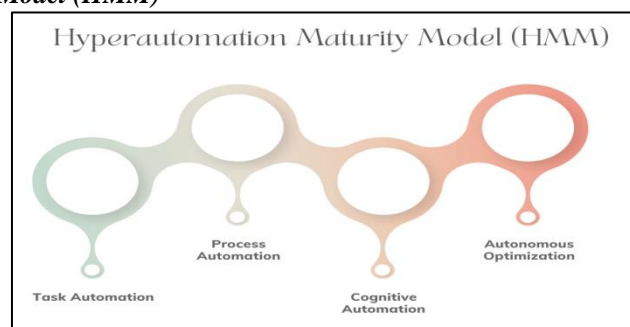 Model (HMM)
Hyperautomation Maturity Model (HMM)
Process
Automation
Autonomous
Optimization
Task Automation
Cognitive
Automation